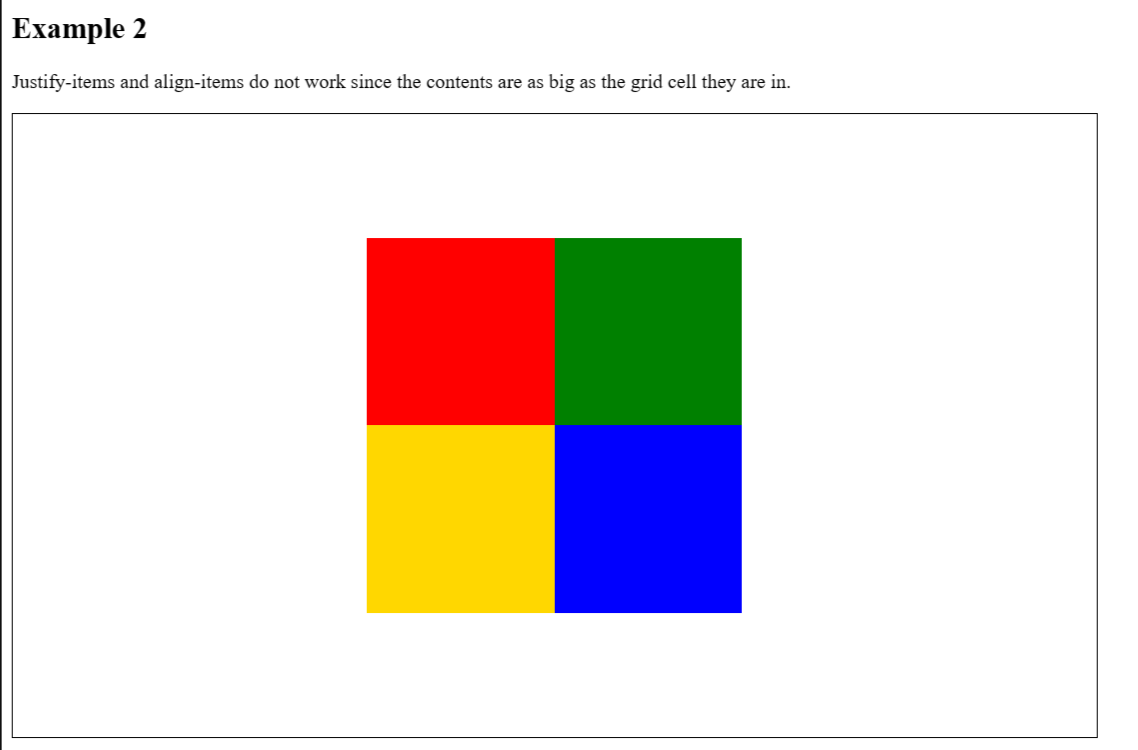 Example 2
Justify-items and align-items do not work since the contents are as big as the grid cell they are in.